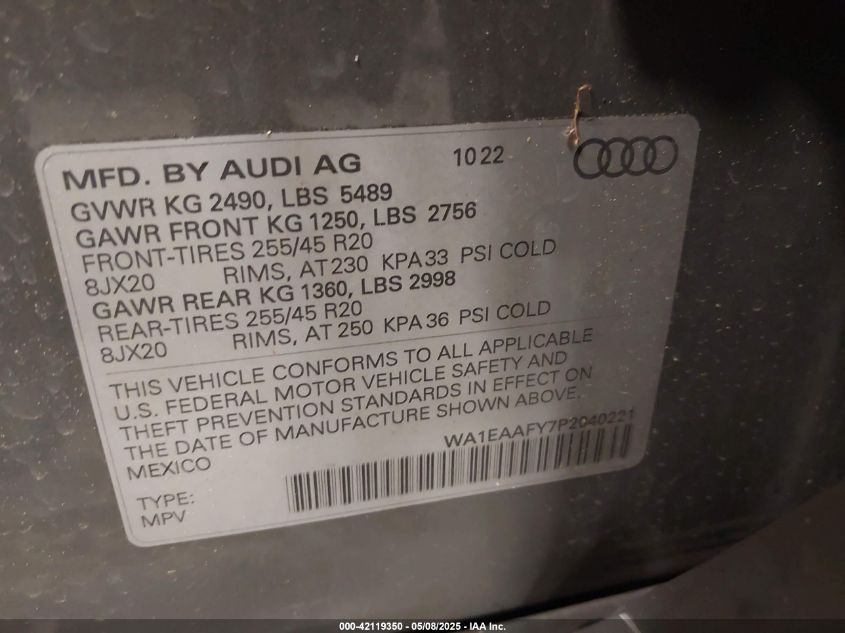 MFD. BY AUDI AG 10 22
GVWR KG 2490, LBS 5489
GAWR FRONT KG 1250, LBS 2756
FRONT-TIRES 255/45 R20
8JX20 RIMS, AT 230 KPA 33 PSI COLD
GAWR REAR KG 1360, LBS 2998
REAR-TIRES 255/45 R20
8JX20 RIMS, AT 250 KPA 36 PSI COLD
THIS VEHICLE CONFORMS TO ALL APPLICABLE
U.S. FEDERAL MOTOR VEHICLE SAFETY AND
THEFT PREVENTION STANDARDS IN EFFECT ON
THE DATE OF MANUFACTURE SHOWN ABOVE.
MEXICO WA1EAAFY7P2040221
TYPE:
MPV
000-42119350 - 05/08/2025 - IAA Inc.